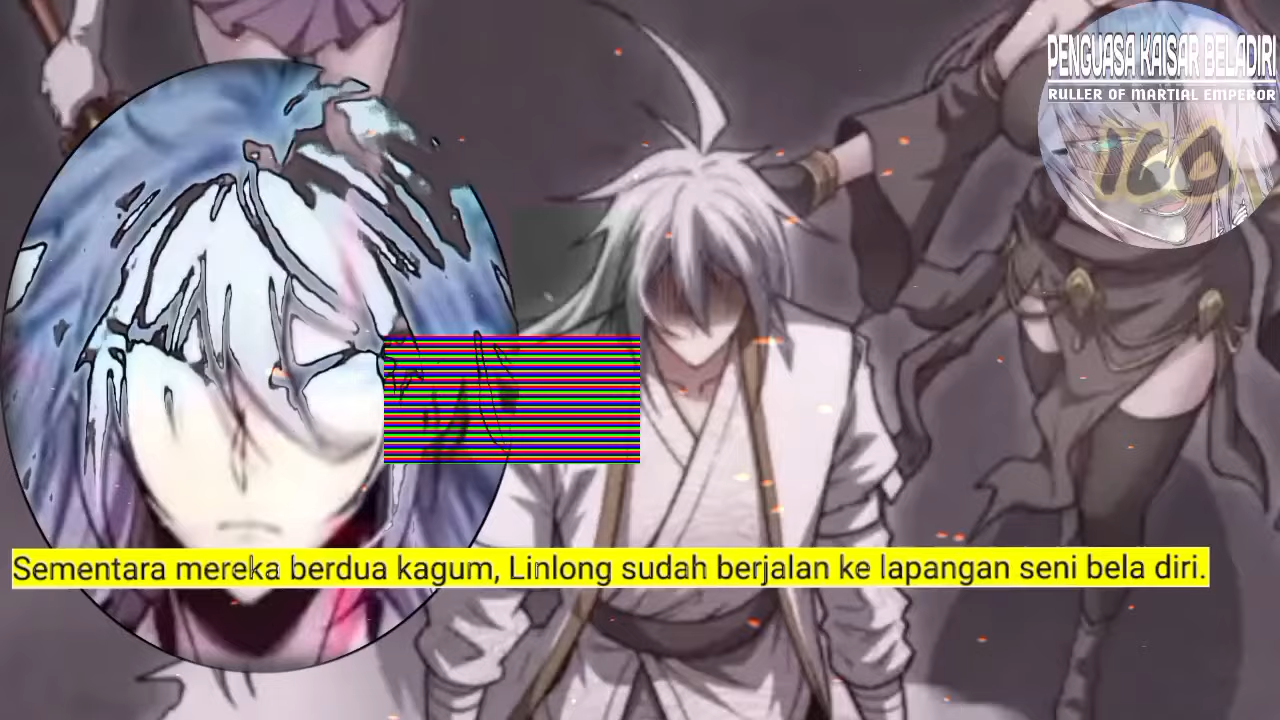 PENGUASA KAISAR BELADIRI
RULLER OF MARTIAL EMPEROR
160
Sementara mereka berdua kagum, Linlong sudah berjalan ke lapangan seni bela diri.